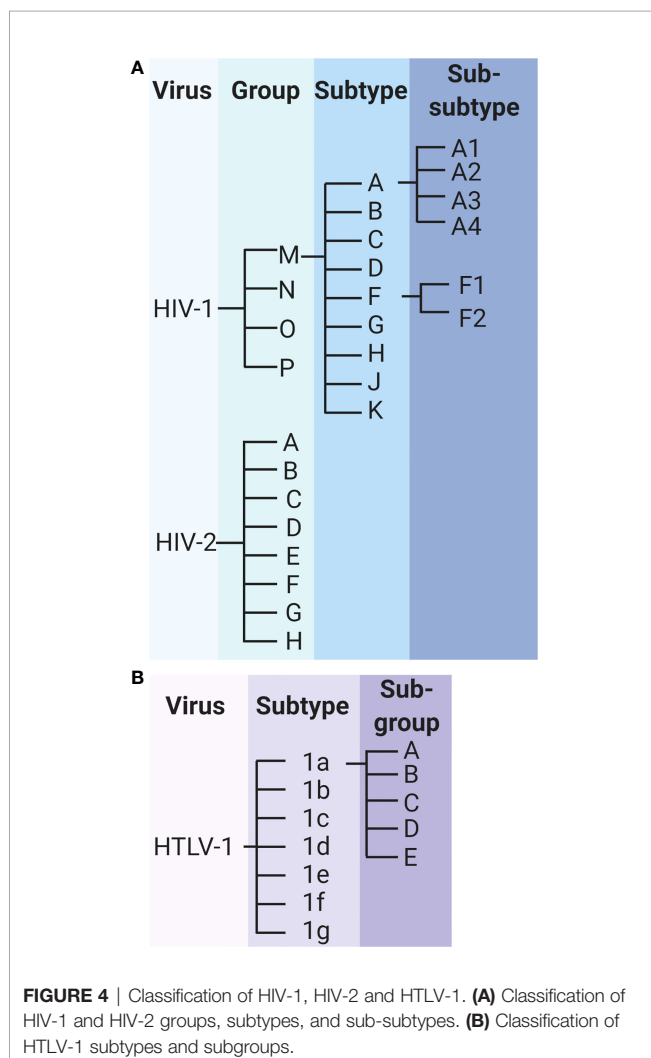 A
Virus Group Subtype Sub-
subtype
A1
A2
A3
A4
A
B
C
D
F
G
H
J
K
F1
F2
M
N
O
P
HIV-1
A
B
C
D
E
F
G
H
HIV-2
B
Virus Subtype Sub-
group
A
B
C
D
E
1a
1b
1c
1d
1e
1f
1g
HTLV-1
FIGURE 4 | Classification of HIV-1, HIV-2 and HTLV-1. (A) Classification of
HIV-1 and HIV-2 groups, subtypes, and sub-subtypes. (B) Classification of
HTLV-1 subtypes and subgroups.